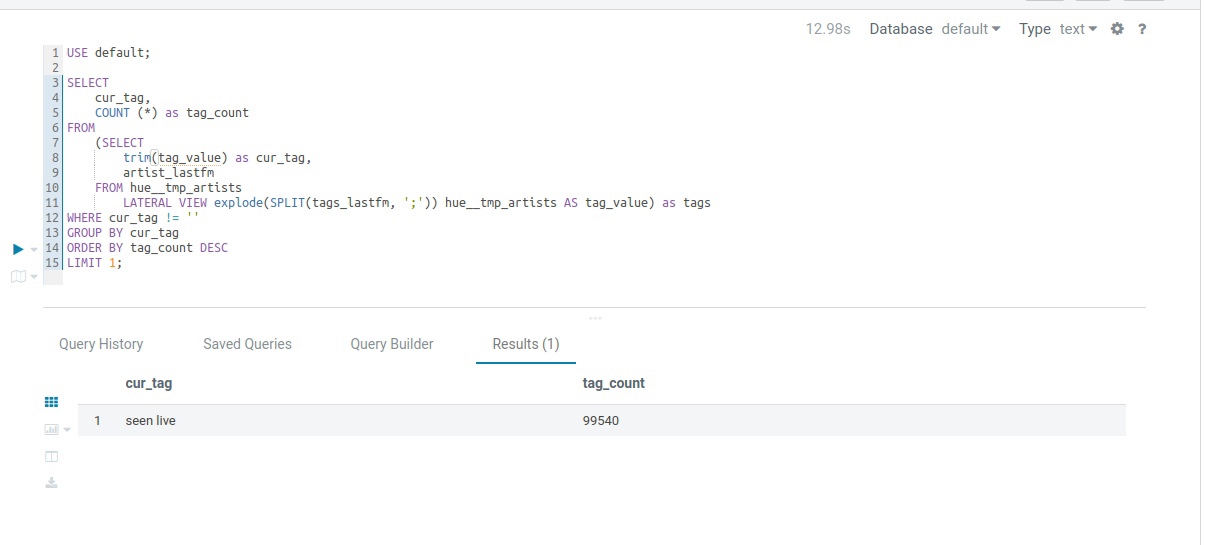 12.98s Database default Type text ?
1 USE default;
2
3 SELECT
4 cur_tag,
5 COUNT (*) as tag_count
6 FROM
7 (SELECT
8 trim(tag_value) as cur_tag,
9 artist_lastfm
10 FROM hue__tmp_artists
11 LATERAL VIEW explode(SPLIT(tags_lastfm, ';')) hue__tmp_artists AS tag_value) as tags
12 WHERE cur_tag != ''
13 GROUP BY cur_tag
14 ORDER BY tag_count DESC
15 LIMIT 1;
Query History Saved Queries Query Builder Results (1)
cur_tag tag_count
1 seen live 99540